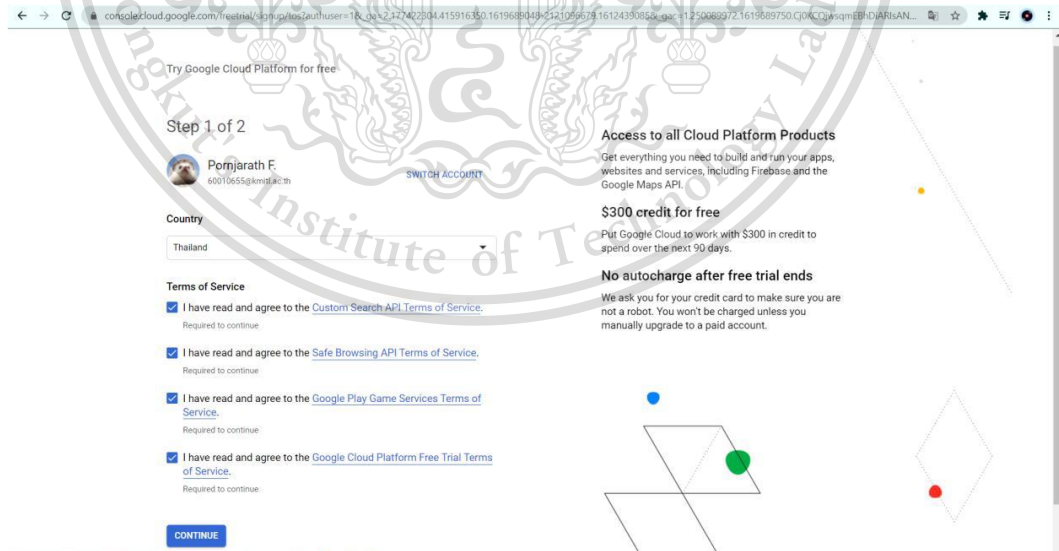 console.cloud.google.com/freetrial/signup/tos?authuser=1&_ga=2.177422304.415916350.1619689048-2121096679.1612439085&_gac=1.250089972.1619689750.Cj0KCQjwsqmEBhDiARIsAN...
Try Google Cloud Platform for free
Step 1 of 2
Pornjarath F.
60010655@kmitl.ac.th
SWITCH ACCOUNT
Country
Thailand
Terms of Service
I have read and agree to the Custom Search API Terms of Service.
Required to continue
I have read and agree to the Safe Browsing API Terms of Service.
Required to continue
I have read and agree to the Google Play Game Services Terms of
Service.
Required to continue
I have read and agree to the Google Cloud Platform Free Trial Terms
of Service.
Required to continue
CONTINUE
Access to all Cloud Platform Products
Get everything you need to build and run your apps,
websites and services, including Firebase and the
Google Maps API.
$300 credit for free
Put Google Cloud to work with $300 in credit to
spend over the next 90 days.
No autocharge after free trial ends
We ask you for your credit card to make sure you are
not a robot. You won't be charged unless you
manually upgrade to a paid account.
Institute of Technology